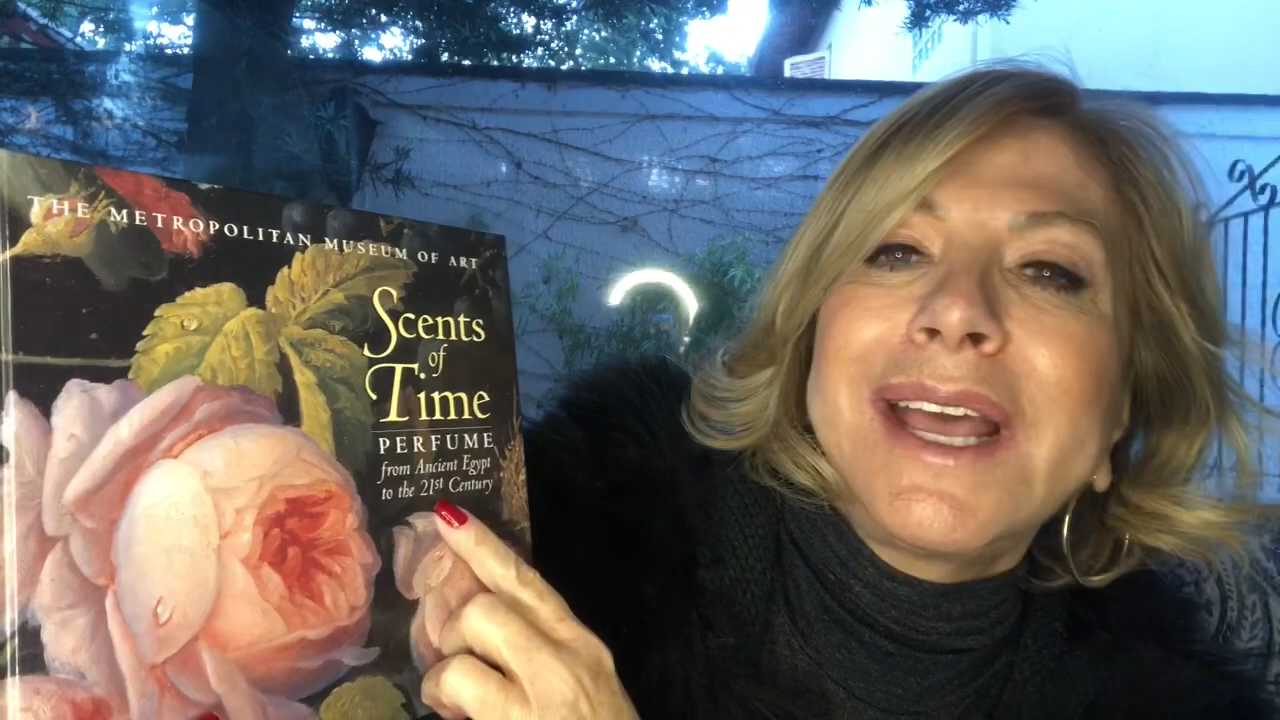 THE METROPOLITAN MUSEUM OF ART
Scents
of
Time
PERFUME
from Ancient Egypt
to the 21st Century